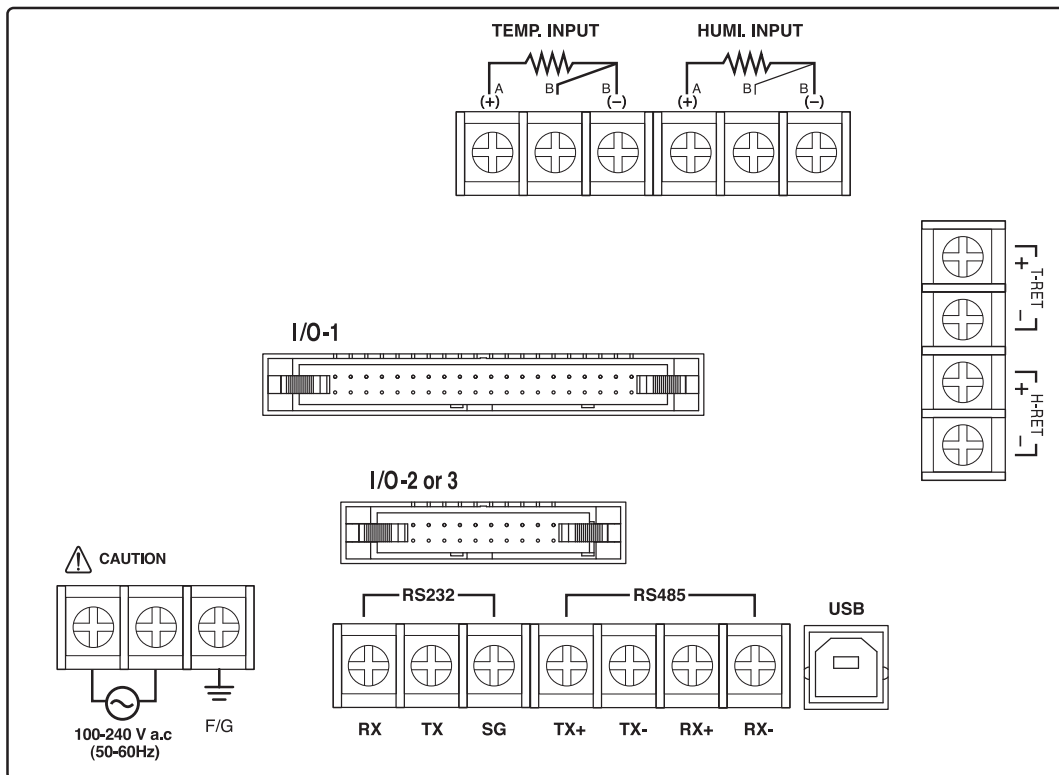 TEMP. INPUT HUMI. INPUT
A B B A B B
(+) (-) (+) (-)
+ T-RET -
+ H-RET -
I/O-1
I/O-2 or 3
CAUTION
RS232 RS485 USB
RX TX SG TX+ TX- RX+ RX-
F/G
100-240 V a.c
(50-60Hz)